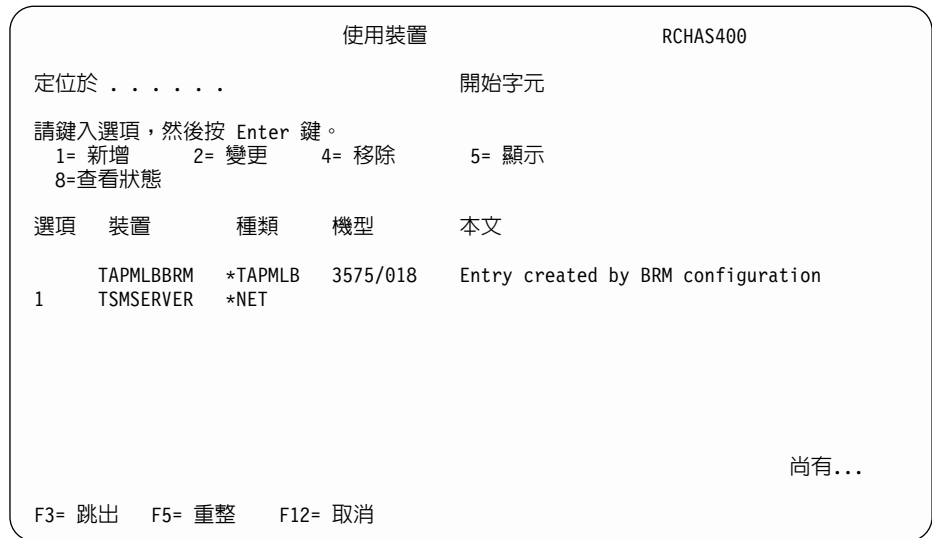 使用裝置 RCHAS400
定位於 . . . . . . 開始字元
請鍵入選項，然後按 Enter 鍵。
1= 新增 2= 變更 4= 移除 5= 顯示
8=查看狀態
選項 裝置 種類 機型 本文
TAPMLBBRM *TAPMLB 3575/018 Entry created by BRM configuration
1 TSMSERVER *NET
尚有...
F3= 跳出 F5= 重整 F12= 取消